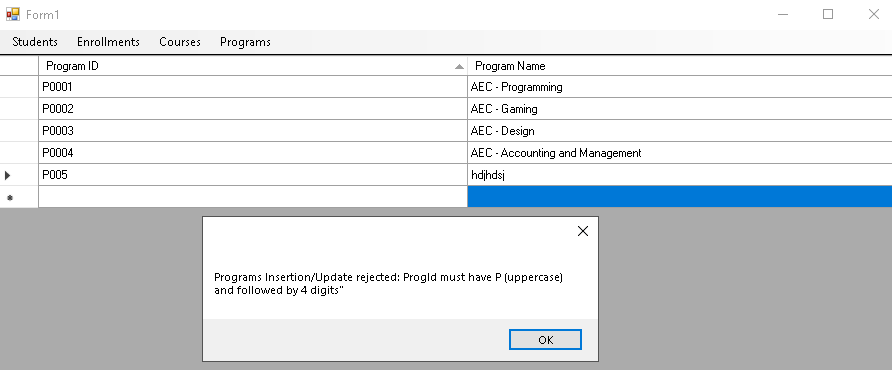 Form1
Students Enrollments Courses Programs
Program ID Program Name
P0001 AEC - Programming
P0002 AEC - Gaming
P0003 AEC - Design
P0004 AEC - Accounting and Management
P005 hdjhdsj
Programs Insertion/Update rejected: ProgId must have P (uppercase)
and followed by 4 digits"
OK